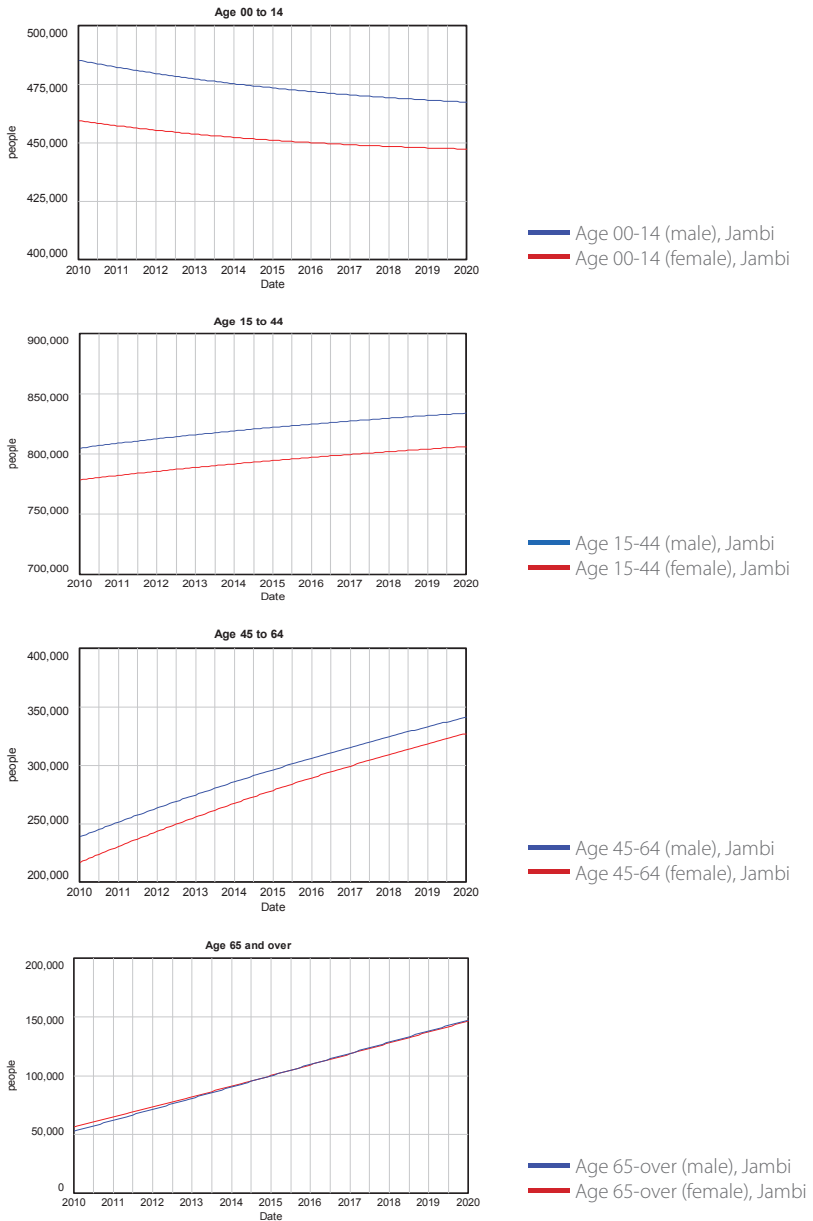 Age 00 to 14
500,000
475,000
450,000
425,000
400,000
people
2010 2011 2012 2013 2014 2015 2016 2017 2018 2019 2020
Date
Age 00-14 (male), Jambi
Age 00-14 (female), Jambi
Age 15 to 44
900,000
850,000
800,000
750,000
700,000
people
2010 2011 2012 2013 2014 2015 2016 2017 2018 2019 2020
Date
Age 15-44 (male), Jambi
Age 15-44 (female), Jambi
Age 45 to 64
400,000
350,000
300,000
250,000
200,000
people
2010 2011 2012 2013 2014 2015 2016 2017 2018 2019 2020
Date
Age 45-64 (male), Jambi
Age 45-64 (female), Jambi
Age 65 and over
200,000
150,000
100,000
50,000
0
people
2010 2011 2012 2013 2014 2015 2016 2017 2018 2019 2020
Date
Age 65-over (male), Jambi
Age 65-over (female), Jambi